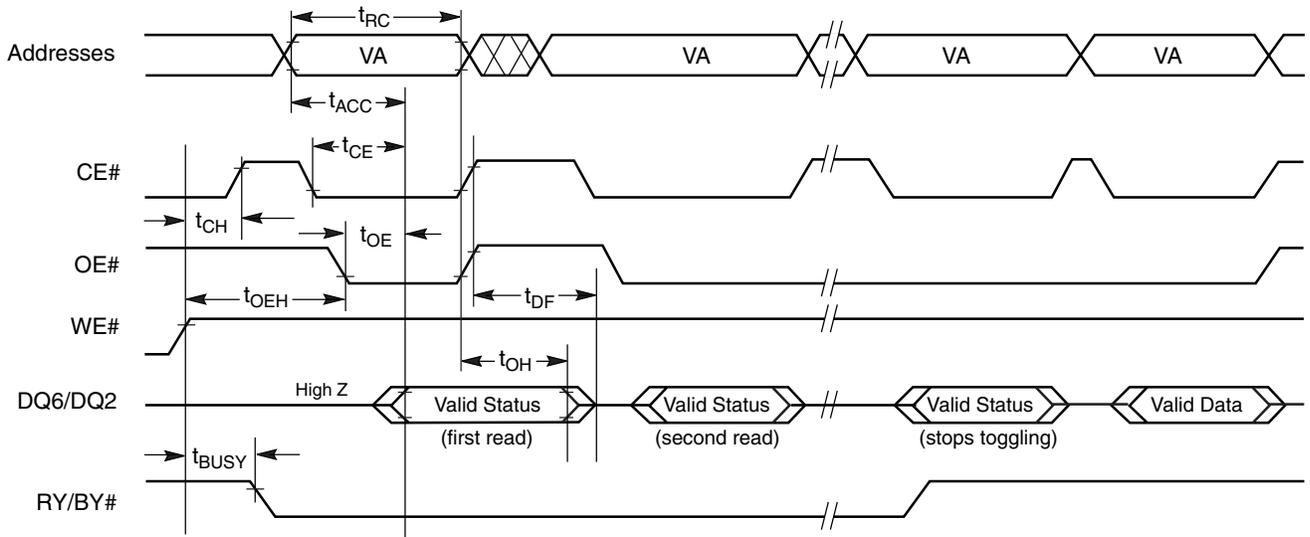 tRC
Addresses VA VA VA VA
tACC
tCE
CE#
tCH
tOE
OE#
tOEH tDF
WE#
tOH
High Z
DQ6/DQ2 Valid Status Valid Status Valid Status Valid Data
(first read) (second read) (stops toggling)
tBUSY
RY/BY#